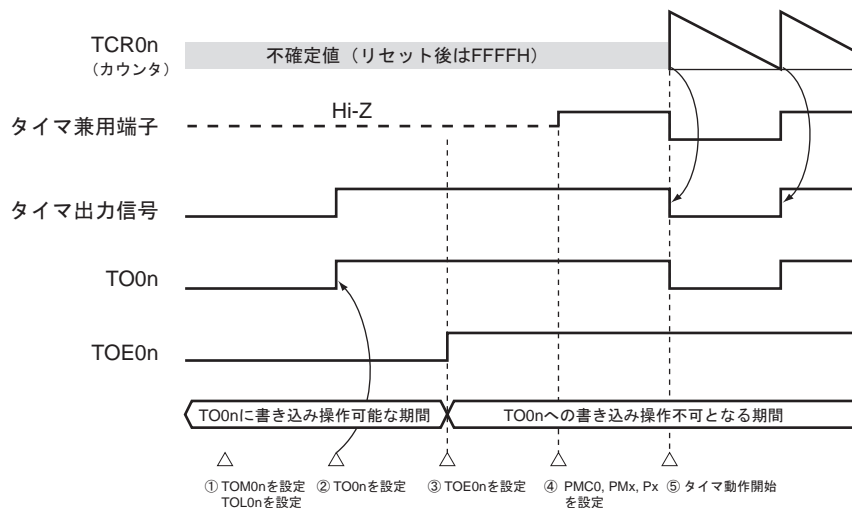 TCR0n
（カウンタ）
不確定値（リセット後はFFFFH）
Hi-Z
タイマ兼用端子
タイマ出力信号
TO0n
TOE0n
TO0nに書き込み操作可能な期間
TO0nへの書き込み操作不可となる期間
① TOM0nを設定
TOL0nを設定
② TO0nを設定
③ TOE0nを設定
④ PMC0, PMx, Px
を設定
⑤ タイマ動作開始